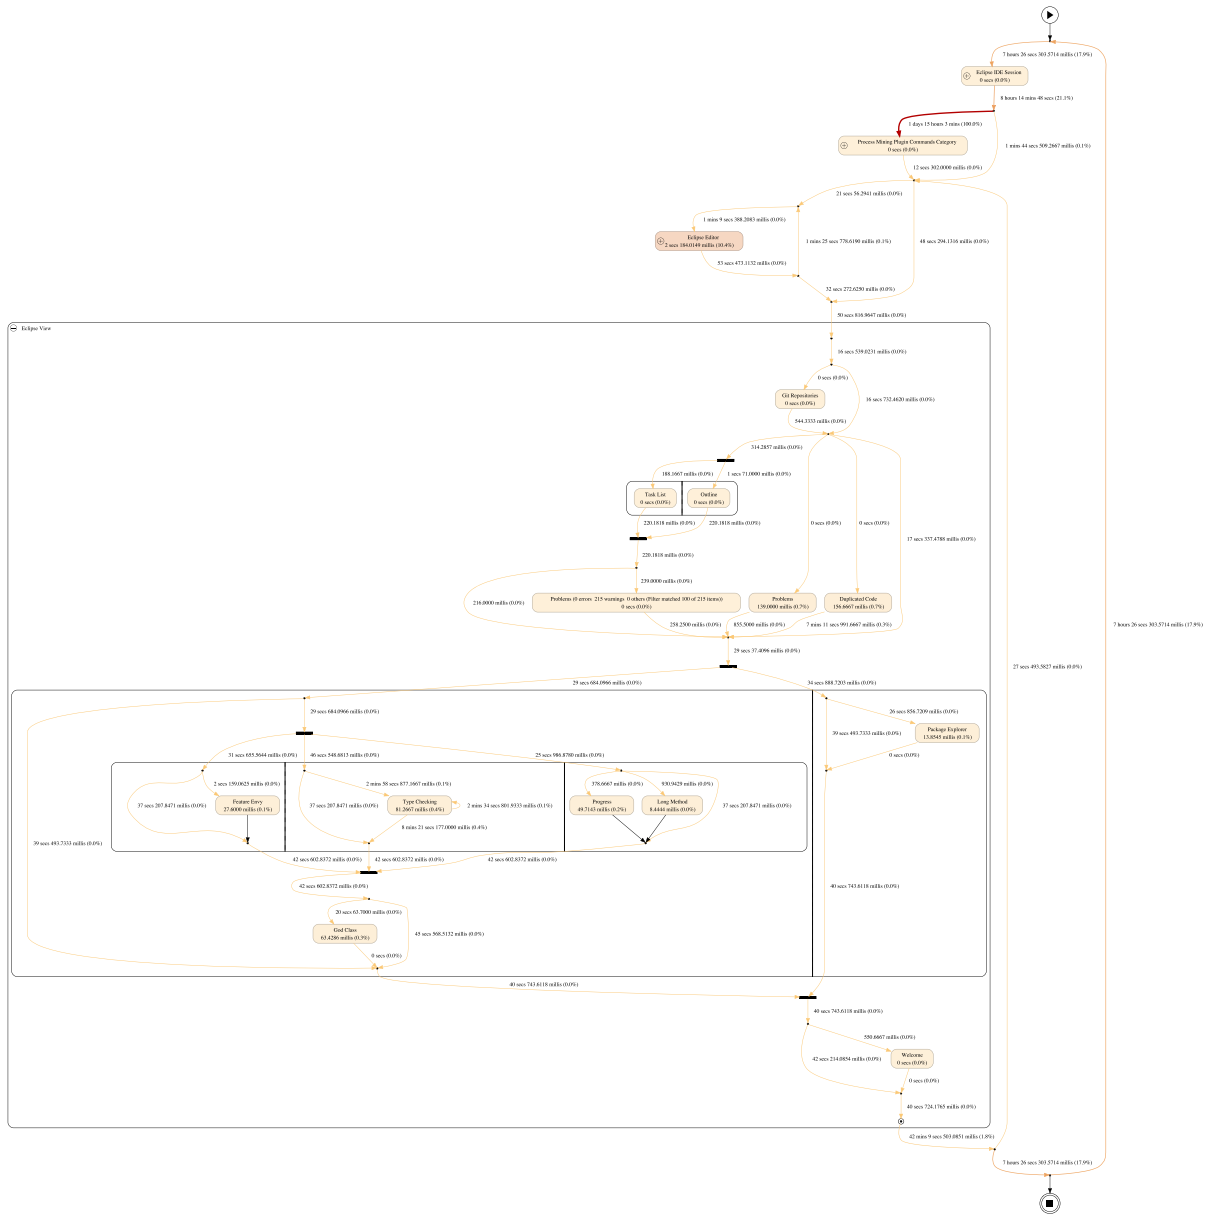 7 hours 26 secs 303.5714 millis (17.9%)
Eclipse IDE Session
0 secs (0.0%)
8 hours 14 mins 48 secs (21.1%)
1 days 15 hours 3 mins (100.0%)
Process Mining Plugin Commands Category
0 secs (0.0%)
1 mins 44 secs 509.2667 millis (0.1%)
12 secs 302.0000 millis (0.0%)
21 secs 56.2941 millis (0.0%)
1 mins 9 secs 388.2083 millis (0.0%)
Eclipse Editor
2 secs 184.0149 millis (10.4%)
1 mins 25 secs 778.6190 millis (0.1%)
48 secs 294.1316 millis (0.0%)
53 secs 473.1132 millis (0.0%)
32 secs 272.6250 millis (0.0%)
50 secs 816.9647 millis (0.0%)
Eclipse View
16 secs 539.0231 millis (0.0%)
0 secs (0.0%)
Git Repositories
0 secs (0.0%)
16 secs 732.4620 millis (0.0%)
544.3333 millis (0.0%)
314.2857 millis (0.0%)
188.1667 millis (0.0%)
1 secs 71.0000 millis (0.0%)
Task List
0 secs (0.0%)
Outline
0 secs (0.0%)
220.1818 millis (0.0%)
220.1818 millis (0.0%)
0 secs (0.0%)
0 secs (0.0%)
17 secs 337.4788 millis (0.0%)
220.1818 millis (0.0%)
239.0000 millis (0.0%)
216.0000 millis (0.0%)
Problems (0 errors  215 warnings  0 others (Filter matched 100 of 215 items))
0 secs (0.0%)
Problems
139.0000 millis (0.7%)
Duplicated Code
156.6667 millis (0.7%)
258.2500 millis (0.0%)
855.5000 millis (0.0%)
7 mins 11 secs 991.6667 millis (0.3%)
7 hours 26 secs 303.5714 millis (17.9%)
29 secs 37.4096 millis (0.0%)
27 secs 493.5827 millis (0.0%)
29 secs 684.0966 millis (0.0%)
34 secs 888.7203 millis (0.0%)
29 secs 684.0966 millis (0.0%)
26 secs 856.7209 millis (0.0%)
Package Explorer
13.8545 millis (0.1%)
39 secs 493.7333 millis (0.0%)
31 secs 655.5644 millis (0.0%)
46 secs 548.6813 millis (0.0%)
25 secs 986.8780 millis (0.0%)
0 secs (0.0%)
2 secs 159.0625 millis (0.0%)
2 mins 58 secs 877.1667 millis (0.1%)
378.6667 millis (0.0%)
930.9429 millis (0.0%)
37 secs 207.8471 millis (0.0%)
Feature Envy
27.6000 millis (0.1%)
37 secs 207.8471 millis (0.0%)
Type Checking
81.2667 millis (0.4%)
2 mins 34 secs 801.9333 millis (0.1%)
Progress
49.7143 millis (0.2%)
Long Method
8.4444 millis (0.0%)
37 secs 207.8471 millis (0.0%)
8 mins 21 secs 177.0000 millis (0.4%)
39 secs 493.7333 millis (0.0%)
42 secs 602.8372 millis (0.0%)
42 secs 602.8372 millis (0.0%)
42 secs 602.8372 millis (0.0%)
42 secs 602.8372 millis (0.0%)
40 secs 743.6118 millis (0.0%)
20 secs 63.7000 millis (0.0%)
God Class
63.4286 millis (0.3%)
45 secs 568.5132 millis (0.0%)
0 secs (0.0%)
40 secs 743.6118 millis (0.0%)
40 secs 743.6118 millis (0.0%)
550.6667 millis (0.0%)
42 secs 214.0854 millis (0.0%)
Welcome
0 secs (0.0%)
0 secs (0.0%)
40 secs 724.1765 millis (0.0%)
42 mins 9 secs 503.0851 millis (1.8%)
7 hours 26 secs 303.5714 millis (17.9%)